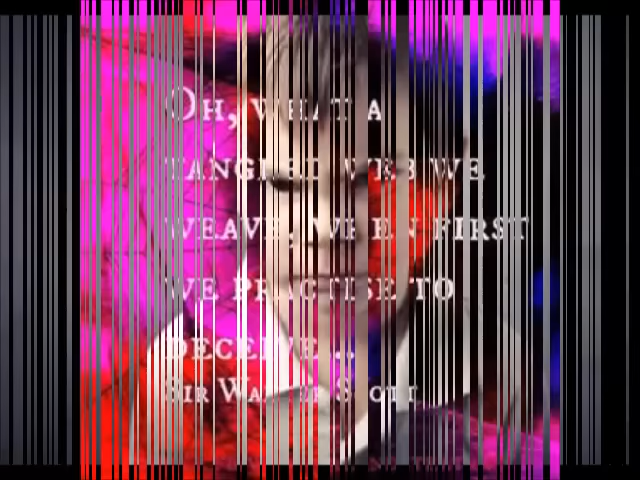 OH, WHAT A
TANGLED WEB WE
WEAVE, WHEN FIRST
WE PRACTISE TO
DECEIVE ...
SIR WALTER SCOTT